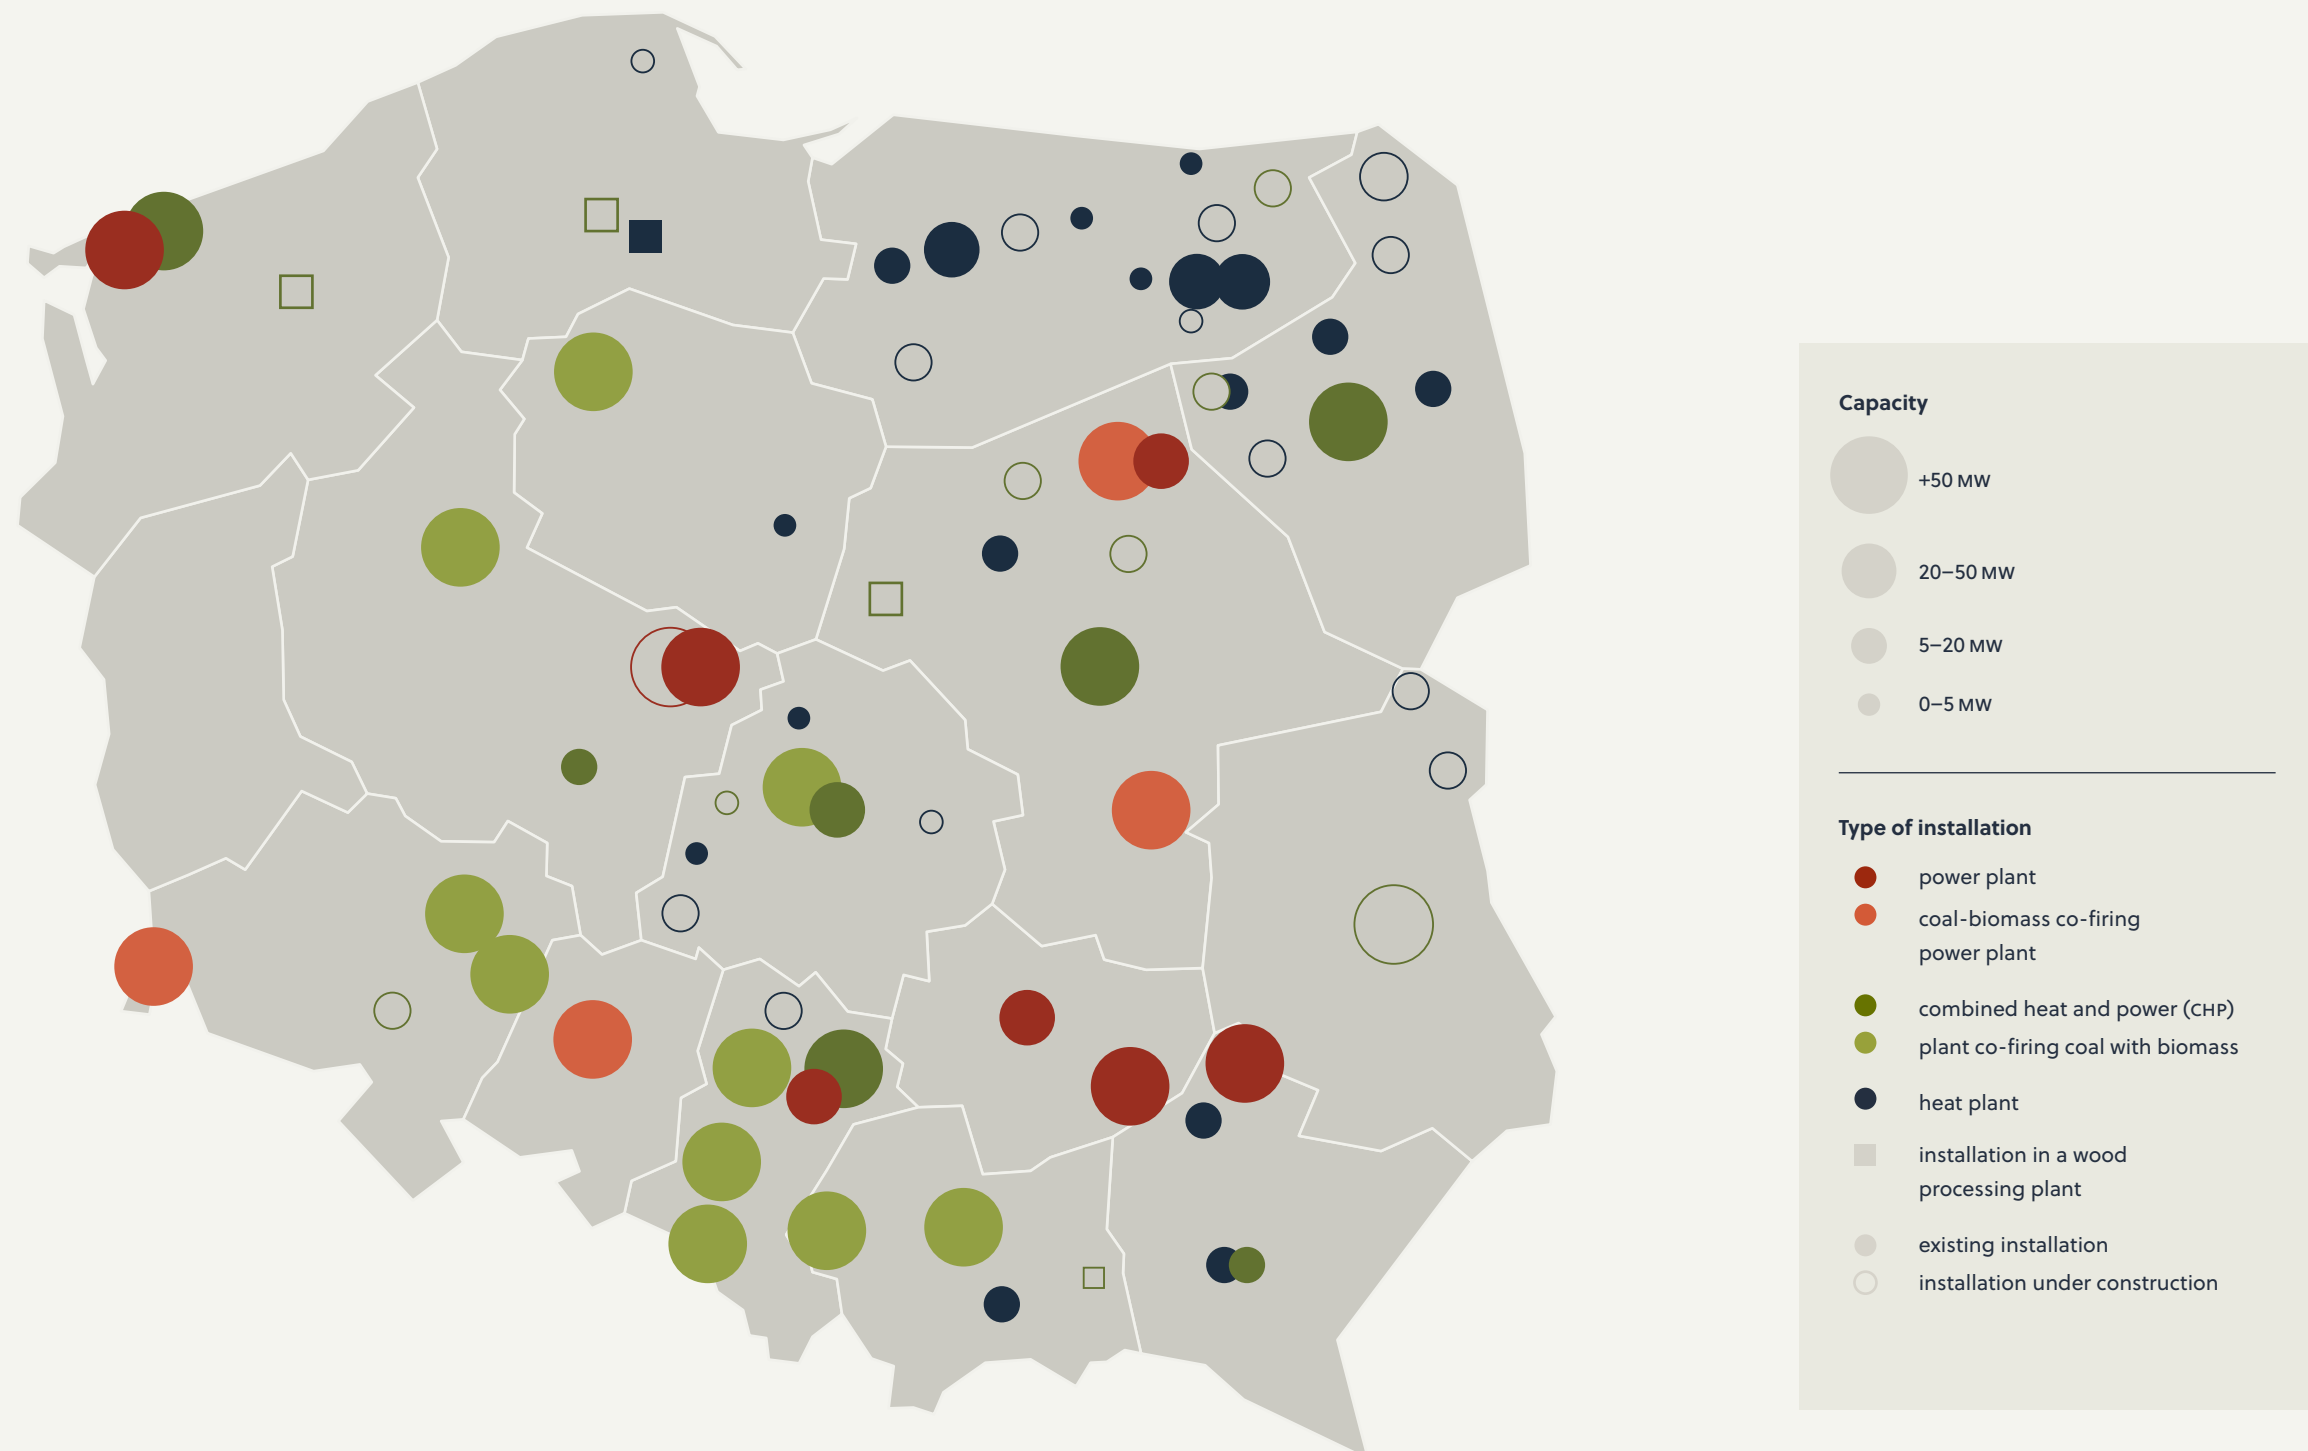 Capacity
+50 MW
20–50 MW
5–20 MW
0–5 MW
Type of installation
power plant
coal-biomass co-firing
power plant
combined heat and power (CHP)
plant co-firing coal with biomass
heat plant
installation in a wood
processing plant
existing installation
installation under construction